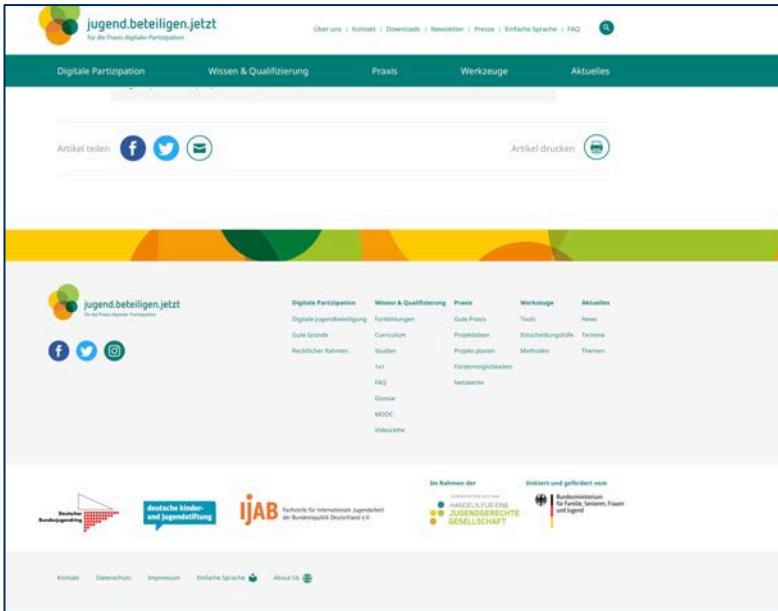 jugend.beteiligen.jetzt
für die Praxis digitaler Partizipation
Über uns | Kontakt | Downloads | Newsletter | Presse | Einfache Sprache | FAQ
Digitale Partizipation Wissen & Qualifizierung Praxis Werkzeuge Aktuelles
Artikel teilen
Artikel drucken
jugend.beteiligen.jetzt
für die Praxis digitaler Partizipation
Digitale Partizipation
Digitale Jugendbeteiligung
Gute Gründe
Rechtlicher Rahmen
Wissen & Qualifizierung
Fortbildungen
Curriculum
Studien
1x1
FAQ
Glossar
MOOC
Videoreihe
Praxis
Gute Praxis
Projektideen
Projekt planen
Fördermöglichkeiten
Netzwerke
Werkzeuge
Tools
Entscheidungshilfe
Methoden
Aktuelles
News
Termine
Themen
Deutscher
Bundesjugendring
deutsche kinder-
und jugendstiftung
IJAB
Fachstelle für Internationale Jugendarbeit
der Bundesrepublik Deutschland e.V.
Im Rahmen der
HANDELN FÜR EINE
JUGENDGERECHTE
GESELLSCHAFT
Initiiert und gefördert vom
Bundesministerium
für Familie, Senioren, Frauen
und Jugend
Kontakt Datenschutz Impressum Einfache Sprache About Us